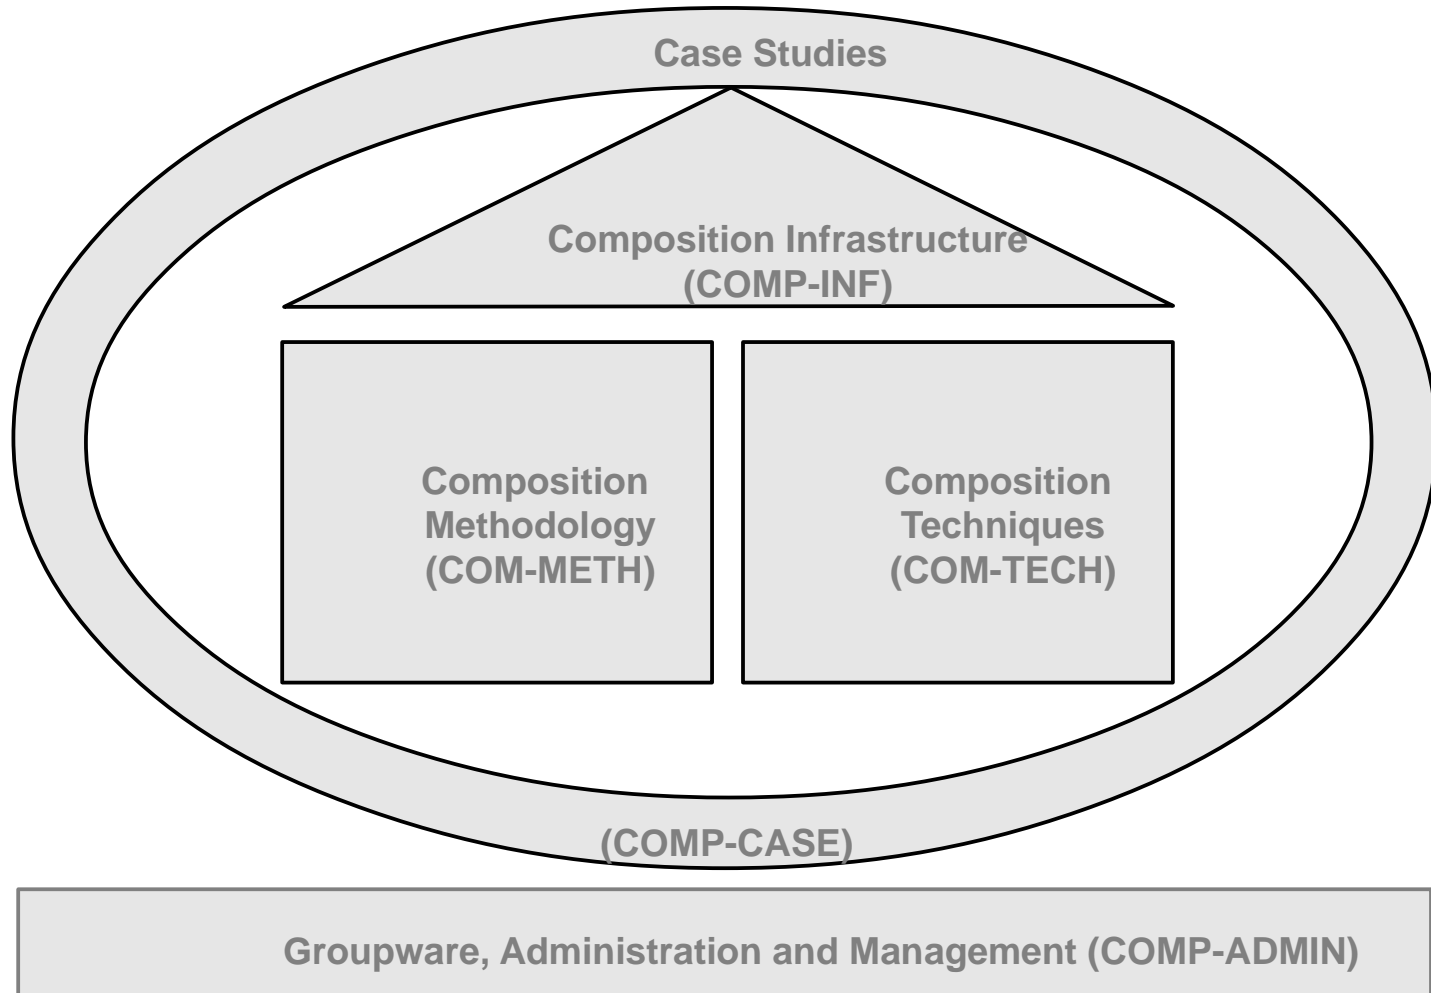 Case Studies
Composition Infrastructure
(COMP-INF)
Composition
Methodology
(COM-METH)
Composition
Techniques
(COM-TECH)
(COMP-CASE)
Groupware, Administration and Management (COMP-ADMIN)